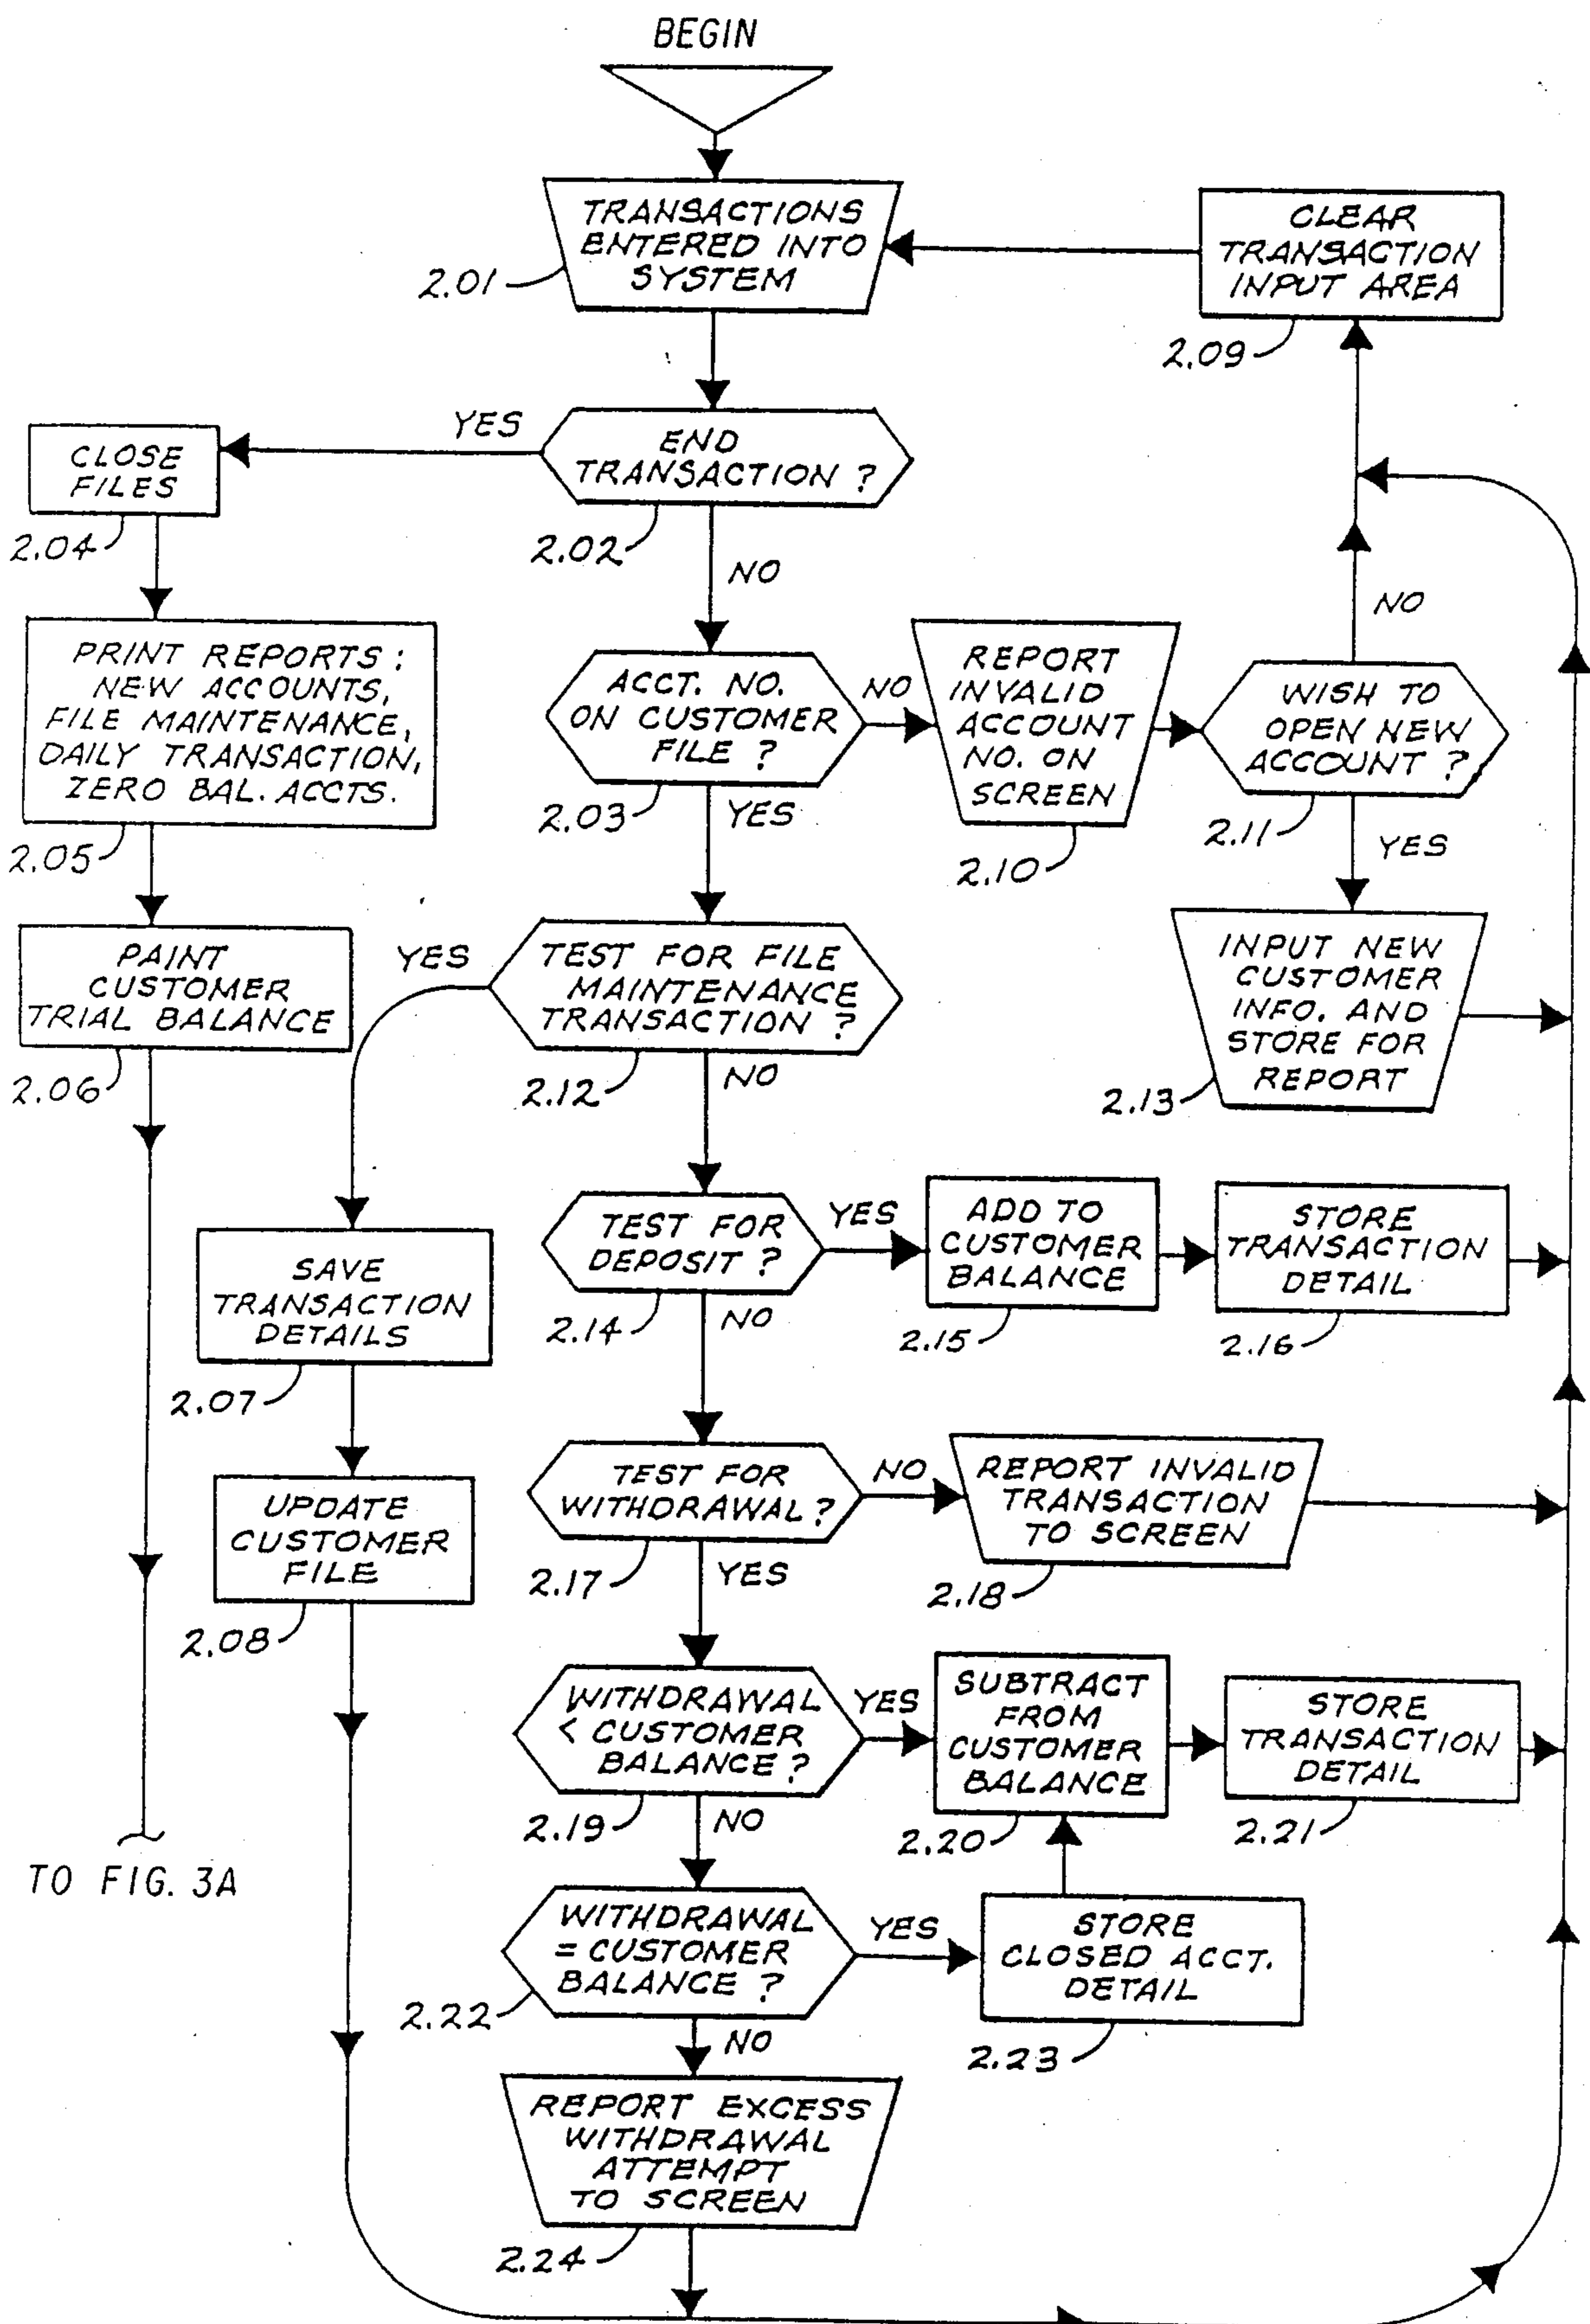 BEGIN
TRANSACTIONS
ENTERED INTO
SYSTEM
2.01
CLEAR
TRANSACTION
INPUT AREA
2.09
YES
END
TRANSACTION ?
2.02
NO
CLOSE
FILES
2.04
PRINT REPORTS :
NEW ACCOUNTS,
FILE MAINTENANCE,
DAILY TRANSACTION,
ZERO BAL. ACCTS.
2.05
ACCT. NO.
ON CUSTOMER
FILE ?
2.03
NO
YES
REPORT
INVALID
ACCOUNT
NO. ON
SCREEN
2.10
NO
WISH TO
OPEN NEW
ACCOUNT ?
2.11
YES
PAINT
CUSTOMER
TRIAL BALANCE
2.06
YES
TEST FOR FILE
MAINTENANCE
TRANSACTION ?
2.12
NO
INPUT NEW
CUSTOMER
INFO. AND
STORE FOR
REPORT
2.13
SAVE
TRANSACTION
DETAILS
2.07
TEST FOR
DEPOSIT ?
2.14
YES
NO
ADD TO
CUSTOMER
BALANCE
2.15
STORE
TRANSACTION
DETAIL
2.16
UPDATE
CUSTOMER
FILE
2.08
TEST FOR
WITHDRAWAL ?
2.17
NO
YES
REPORT INVALID
TRANSACTION
TO SCREEN
2.18
WITHDRAWAL
< CUSTOMER
BALANCE ?
2.19
YES
NO
SUBTRACT
FROM
CUSTOMER
BALANCE
2.20
STORE
TRANSACTION
DETAIL
2.21
TO FIG. 3A
WITHDRAWAL
= CUSTOMER
BALANCE ?
2.22
YES
NO
STORE
CLOSED ACCT.
DETAIL
2.23
REPORT EXCESS
WITHDRAWAL
ATTEMPT
TO SCREEN
2.24